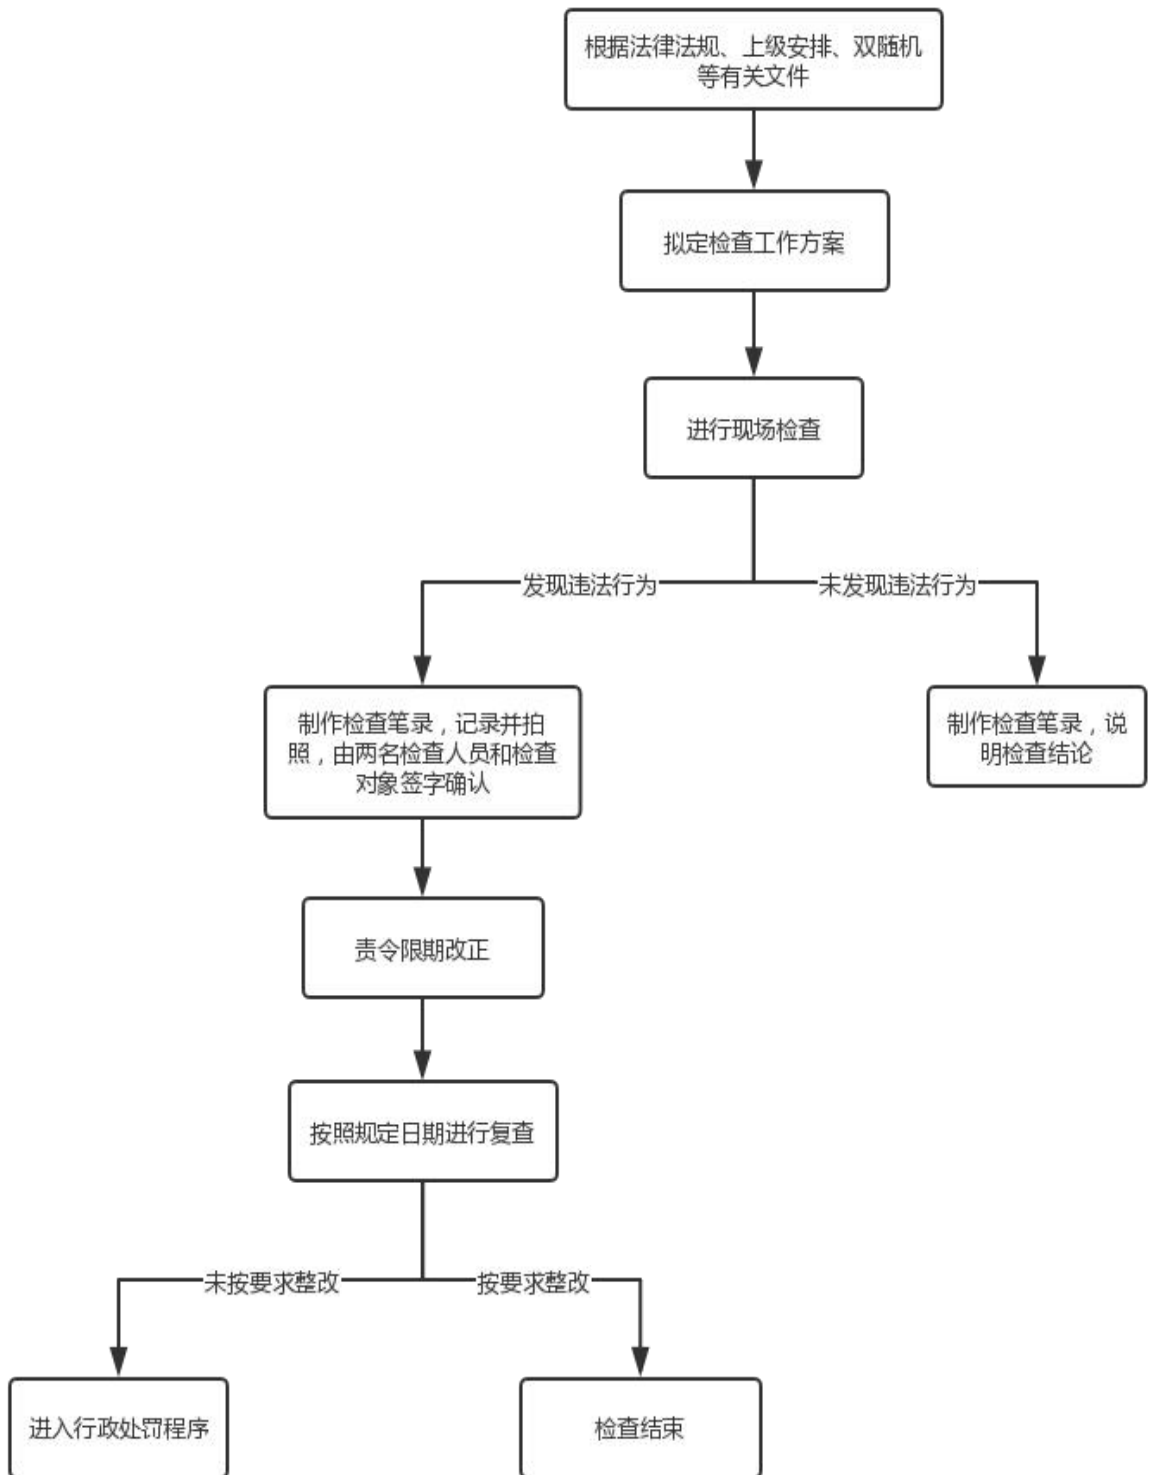 根据法律法规、上级安排、双随机
等有关文件
拟定检查工作方案
进行现场检查
发现违法行为
未发现违法行为
制作检查笔录，记录并拍
照，由两名检查人员和检查
对象签字确认
制作检查笔录，说
明检查结论
责令限期改正
按照规定日期进行复查
未按要求整改
按要求整改
进入行政处罚程序
检查结束